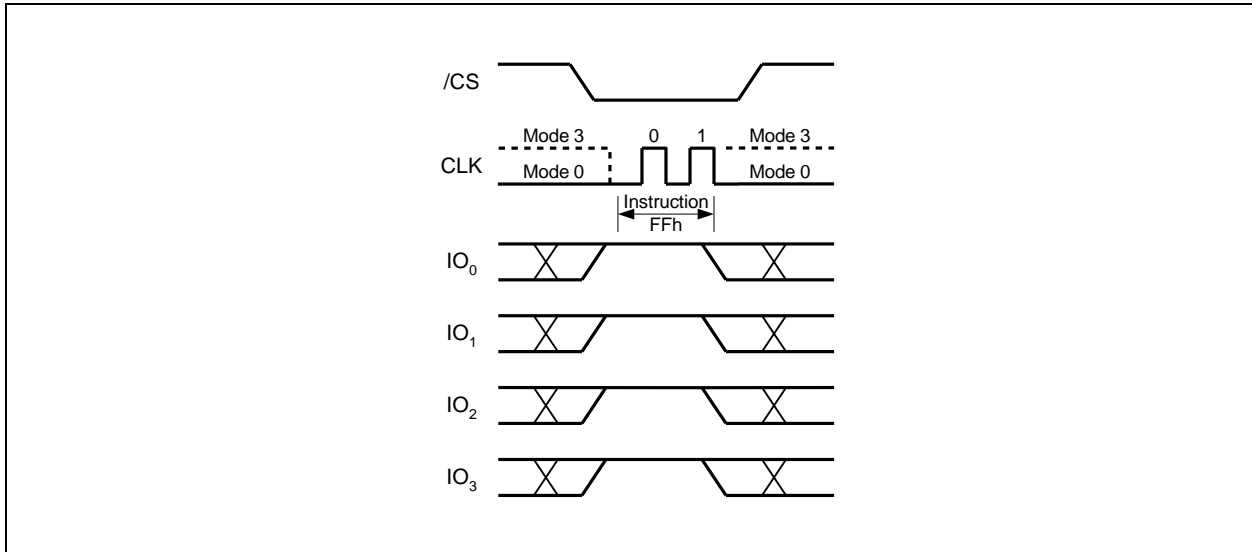 /CS
Mode 3 0 1 Mode 3
CLK Mode 0 Mode 0
Instruction
FFh
IO0
IO1
IO2
IO3